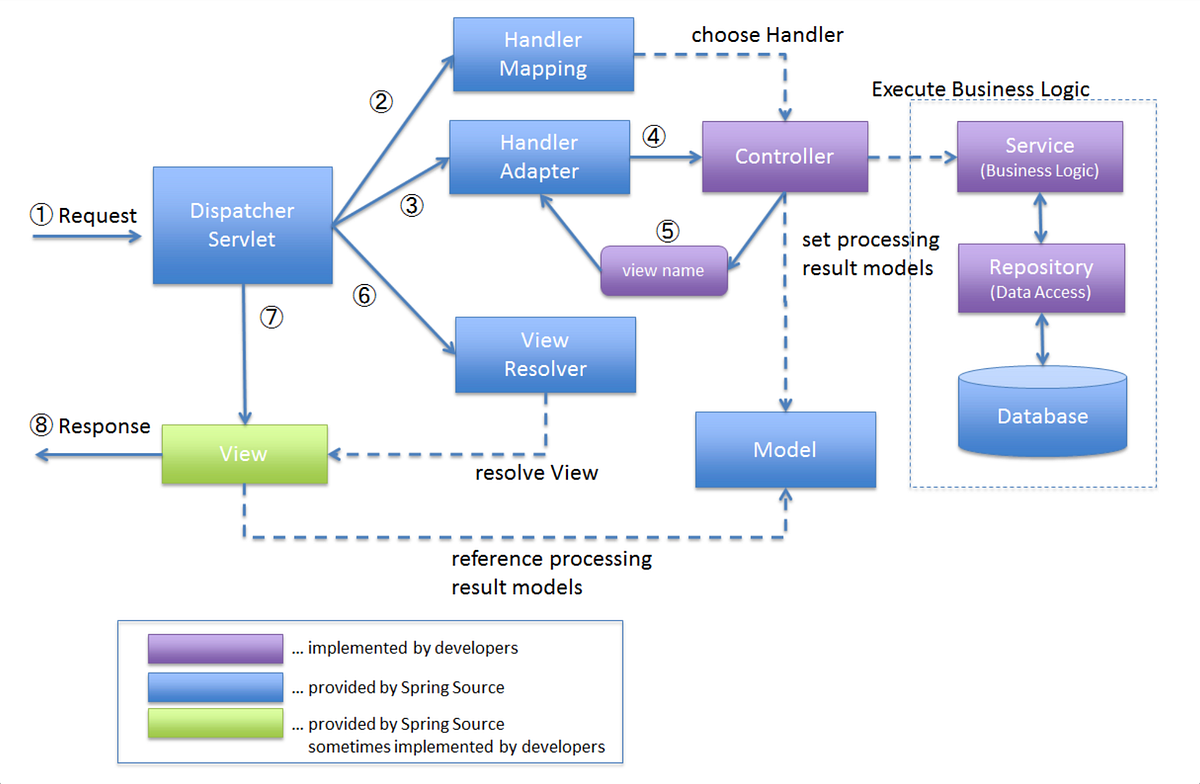 Handler
Mapping
choose Handler
Execute Business Logic
②
Handler
Adapter
④
Controller
Service
(Business Logic)
① Request
Dispatcher
Servlet
③
⑤
view name
set processing
result models
Repository
(Data Access)
⑥
⑦
View
Resolver
Database
⑧ Response
View
resolve View
Model
reference processing
result models
... implemented by developers
... provided by Spring Source
... provided by Spring Source
sometimes implemented by developers